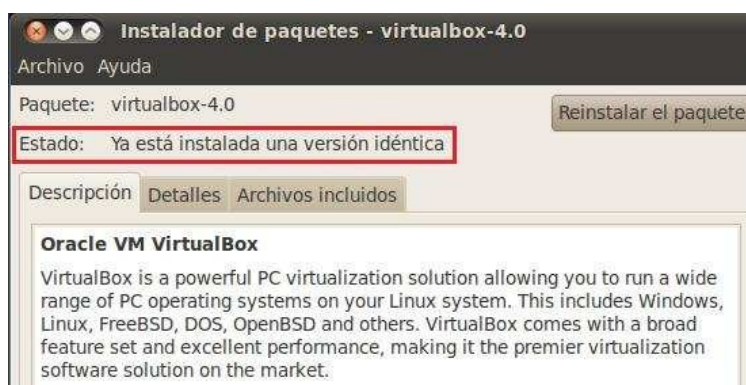 Instalador de paquetes - virtualbox-4.0
Archivo Ayuda
Paquete: virtualbox-4.0
Reinstalar el paquete
Estado: Ya está instalada una versión idéntica
Descripción Detalles Archivos incluidos
Oracle VM VirtualBox
VirtualBox is a powerful PC virtualization solution allowing you to run a wide
range of PC operating systems on your Linux system. This includes Windows,
Linux, FreeBSD, DOS, OpenBSD and others. VirtualBox comes with a broad
feature set and excellent performance, making it the premier virtualization
software solution on the market.